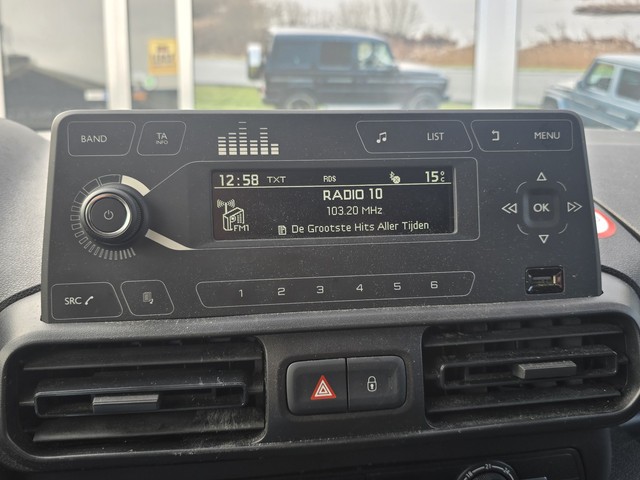 BAND
TA
INFO
LIST
MENU
12:58 TXT RDS 15°C
RADIO 10
103.20 MHz
FM1
De Grootste Hits Aller Tijden
OK
SRC
1 2 3 4 5 6